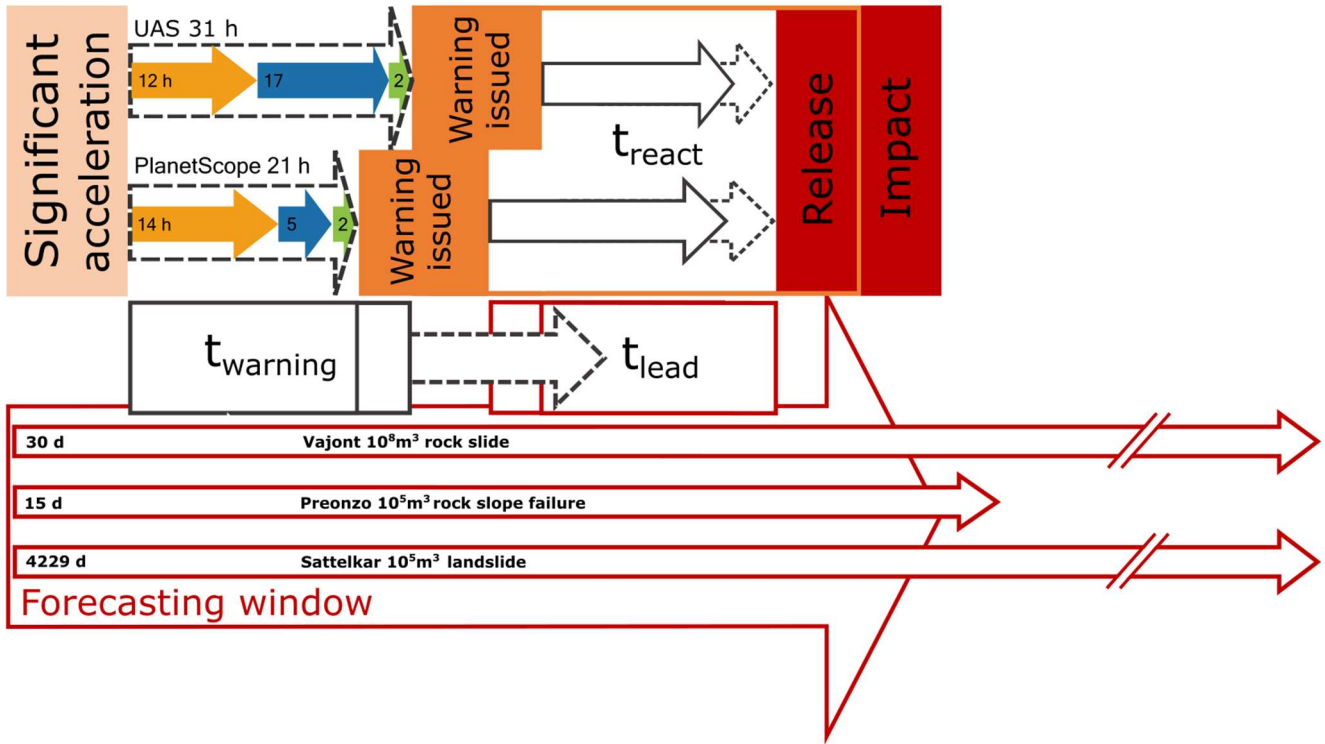 Significant
acceleration
UAS 31 h
12 h
17
2
Warning
issued
PlanetScope 21 h
14 h
5
2
Warning
issued
t_react
Release
Impact
t_warning
t_lead
30 d
Vajont 10⁸m³ rock slide
15 d
Preonzo 10⁵m³ rock slope failure
4229 d
Sattelkar 10⁵m³ landslide
Forecasting window